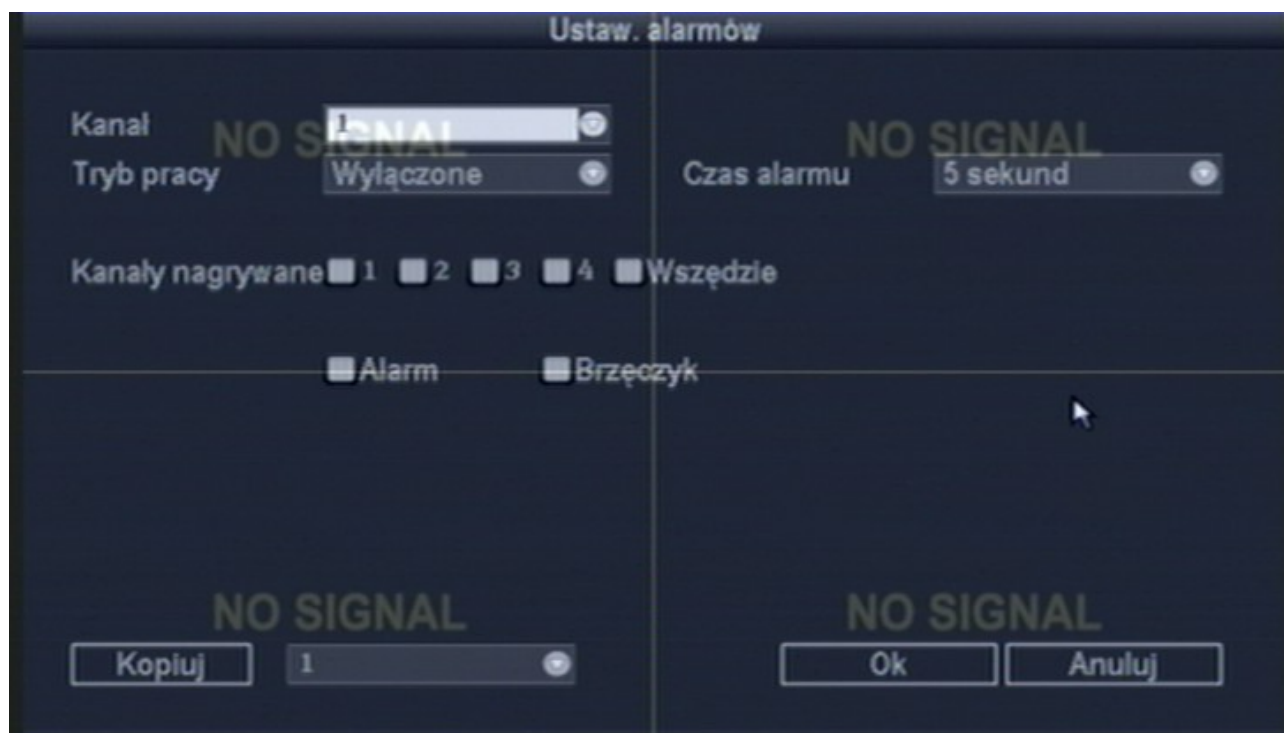 Ustaw. alarmów
Kanał 1
NO SIGNAL NO SIGNAL
Tryb pracy Wyłączone Czas alarmu 5 sekund
Kanały nagrywane 1 2 3 4 Wszędzie
Alarm Brzęczyk
NO SIGNAL NO SIGNAL
Kopiuj 1 Ok Anuluj